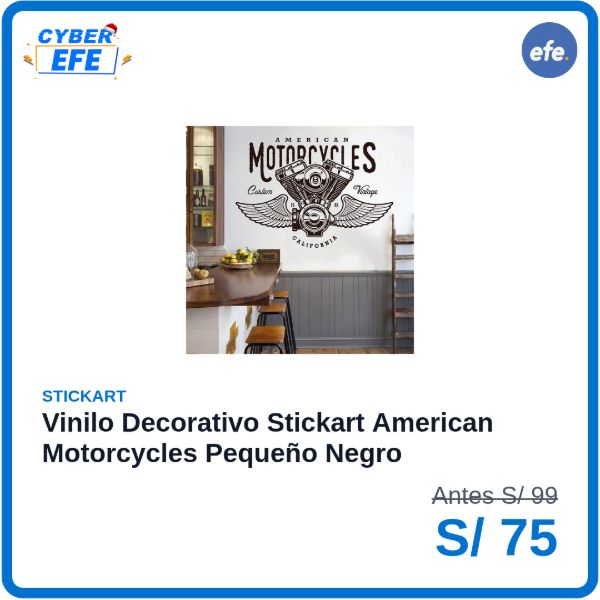 CYBER
EFE
efe.
AMERICAN
MOTORCYCLES
Custom Vintage
CALIFORNIA
STICKART
Vinilo Decorativo Stickart American
Motorcycles Pequeño Negro
Antes S/ 99
S/ 75